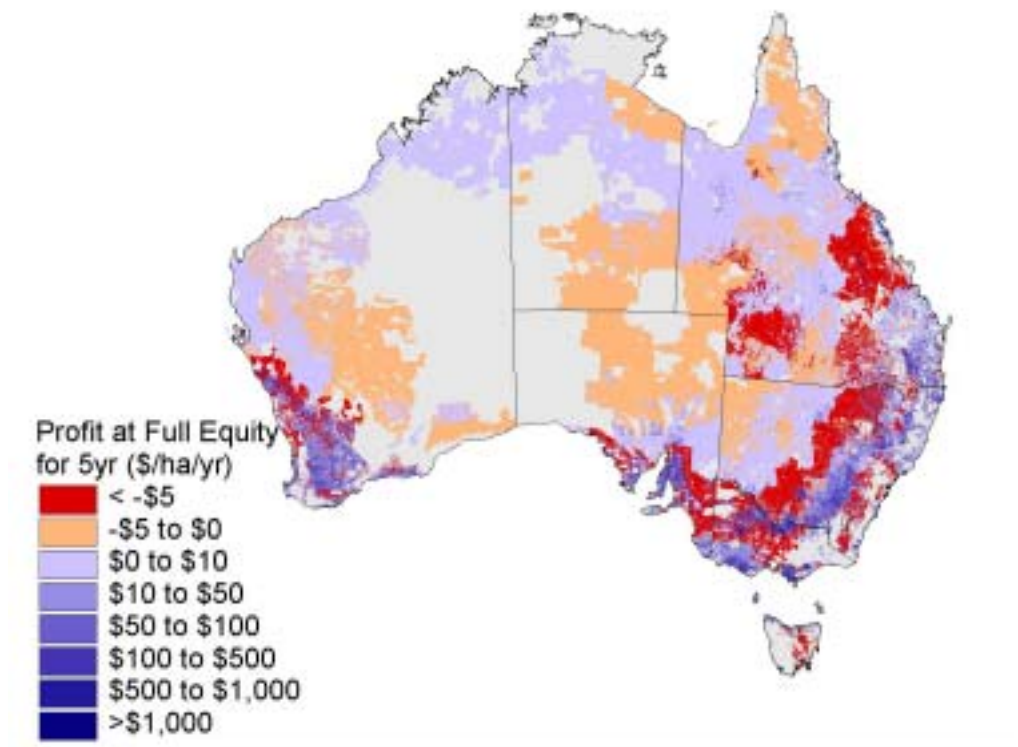 Profit at Full Equity
for 5yr ($/ha/yr)
< -$5
-$5 to $0
$0 to $10
$10 to $50
$50 to $100
$100 to $500
$500 to $1,000
>$1,000